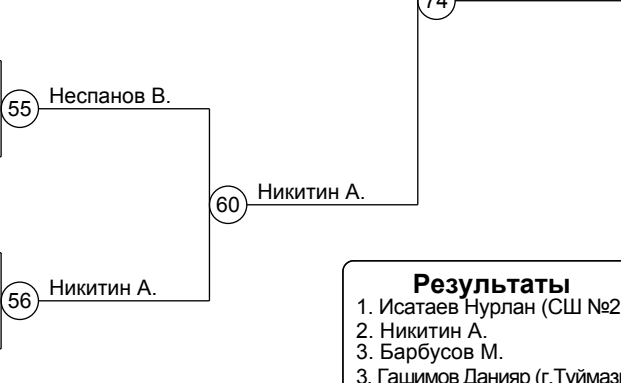 74
Неспанов В.
55
Никитин А.
60
Никитин А.
56
Результаты
1. Исатаев Нурлан (СШ №2
2. Никитин А.
3. Барбусов М.
3. Гашимов Данияр (г.Туймазы